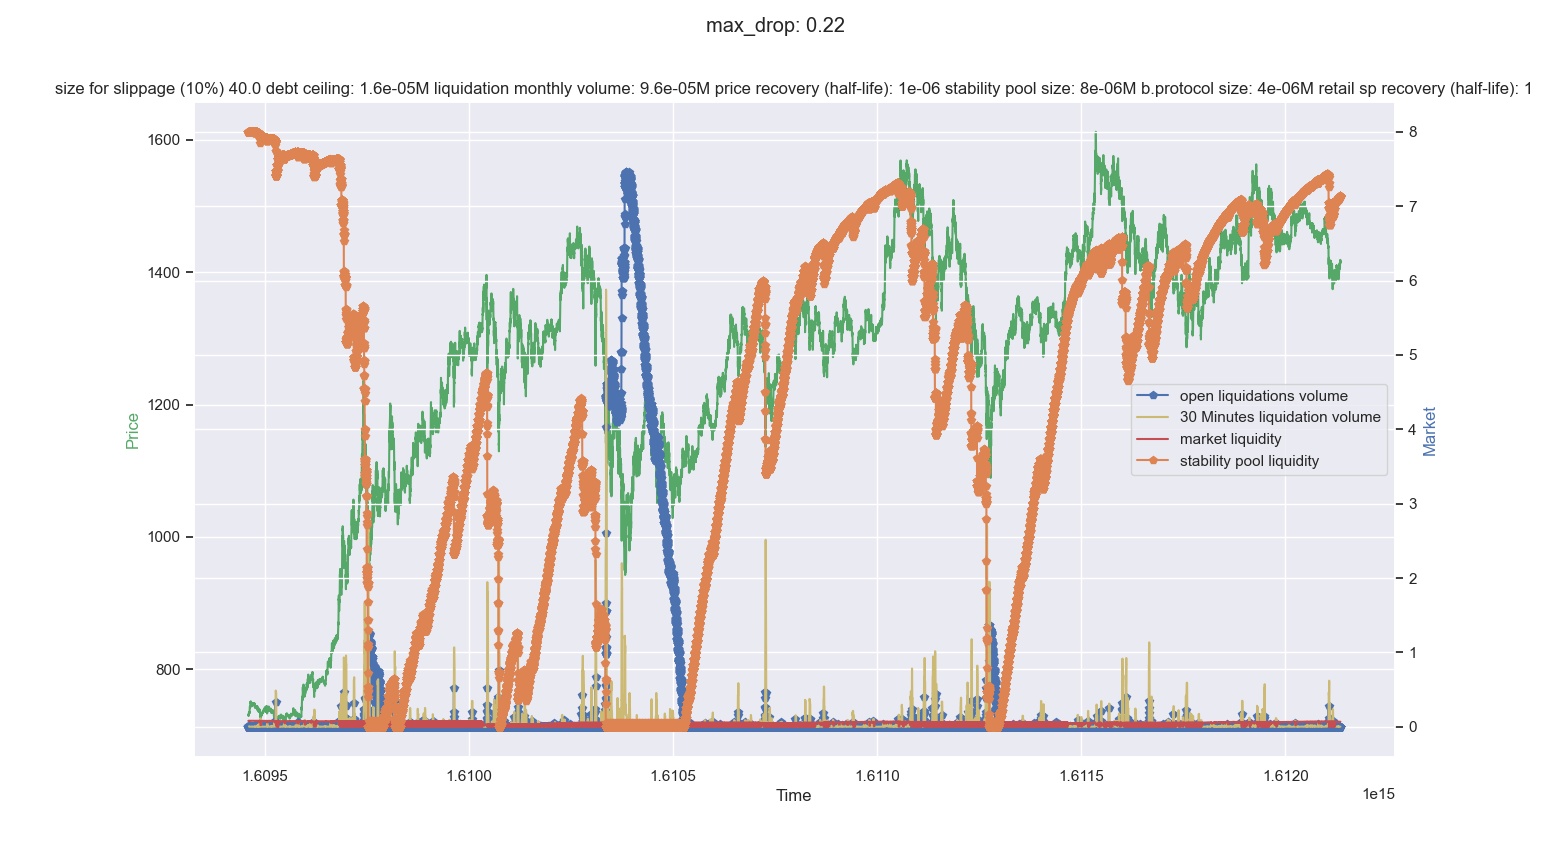 max_drop: 0.22
size for slippage (10%) 40.0 debt ceiling: 1.6e-05M liquidation monthly volume: 9.6e-05M price recovery (half-life): 1e-06 stability pool size: 8e-06M b.protocol size: 4e-06M retail sp recovery (half-life): 1
1600
1400
1200
1000
800
Price
8
7
6
5
4
3
2
1
0
Market
open liquidations volume
30 Minutes liquidation volume
market liquidity
stability pool liquidity
1.6095 1.6100 1.6105 1.6110 1.6115 1.6120
Time
1e15